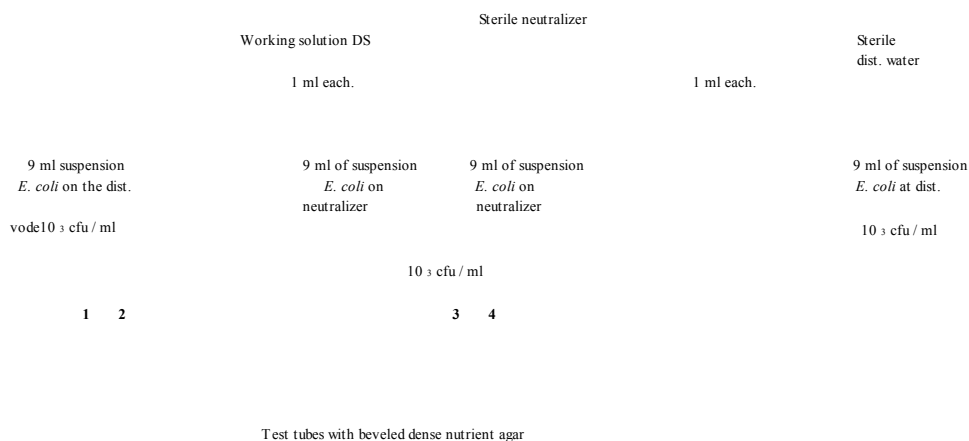 Sterile neutralizer
Working solution DS
Sterile
dist. water
1 ml each.
1 ml each.
9 ml suspension
E. coli on the dist.
vode10 3 cfu / ml
9 ml of suspension
E. coli on
neutralizer
9 ml of suspension
E. coli on
neutralizer
9 ml of suspension
E. coli at dist.
10 3 cfu / ml
10 3 cfu / ml
1 2
3 4
Test tubes with beveled dense nutrient agar